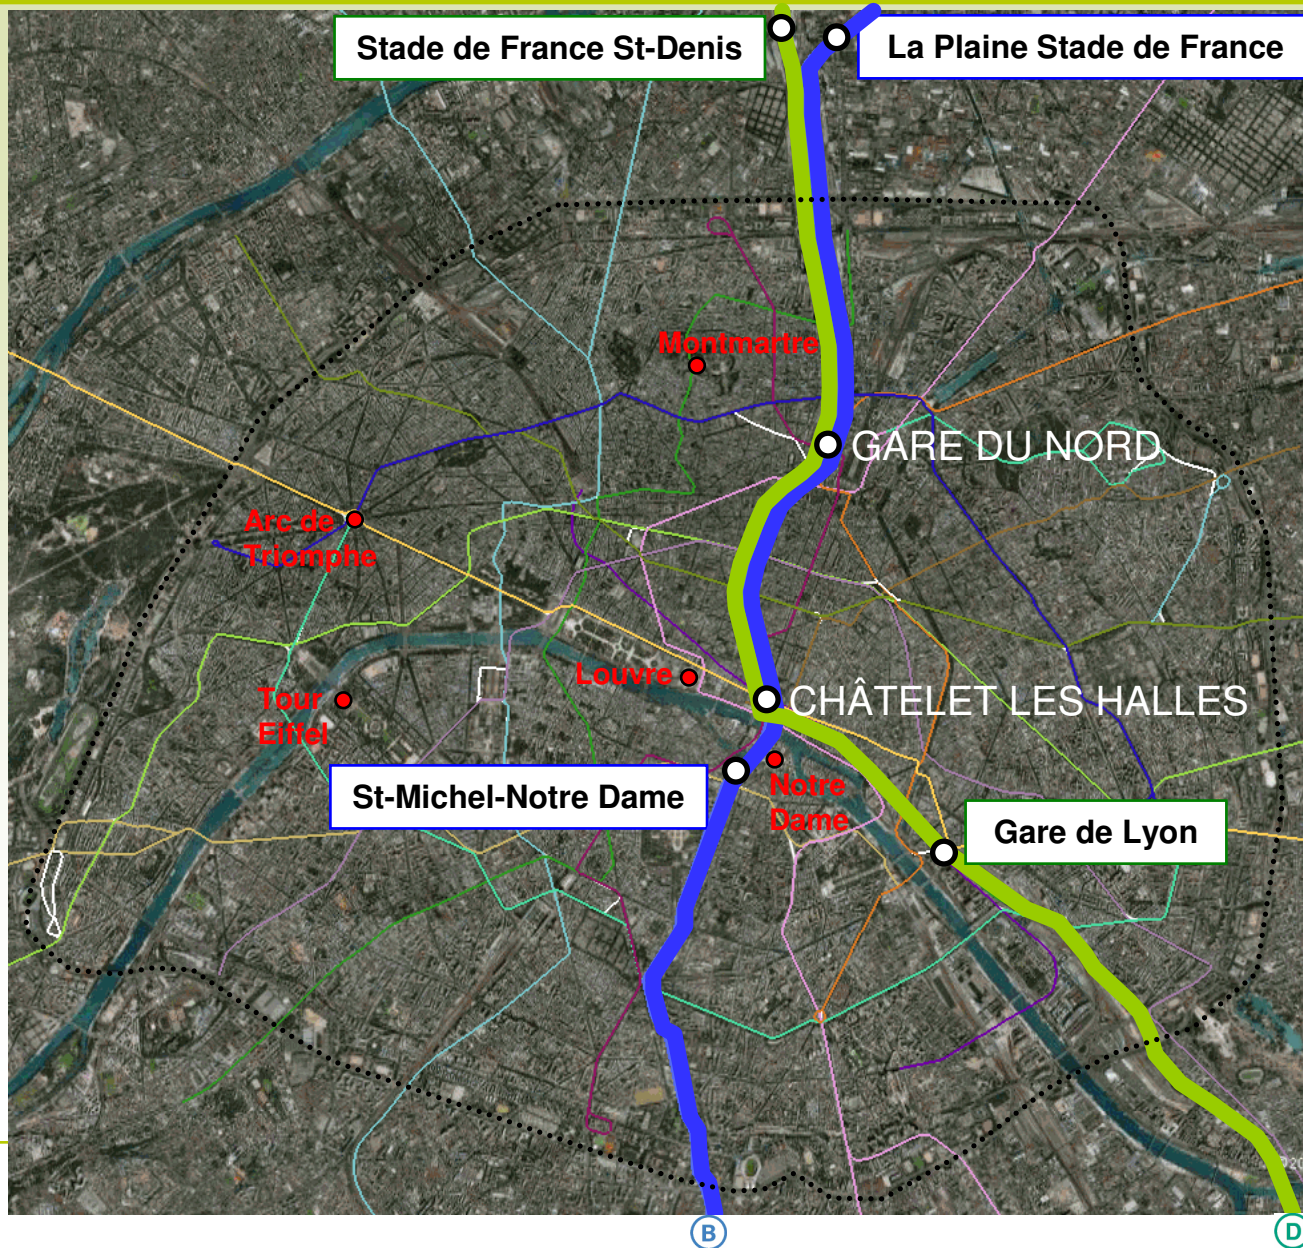 Stade de France St-Denis
La Plaine Stade de France
Montmartre
GARE DU NORD
Arc de
Triomphe
Louvre
Tour
Eiffel
CHÂTELET LES HALLES
St-Michel-Notre Dame
Notre
Dame
Gare de Lyon
B
D